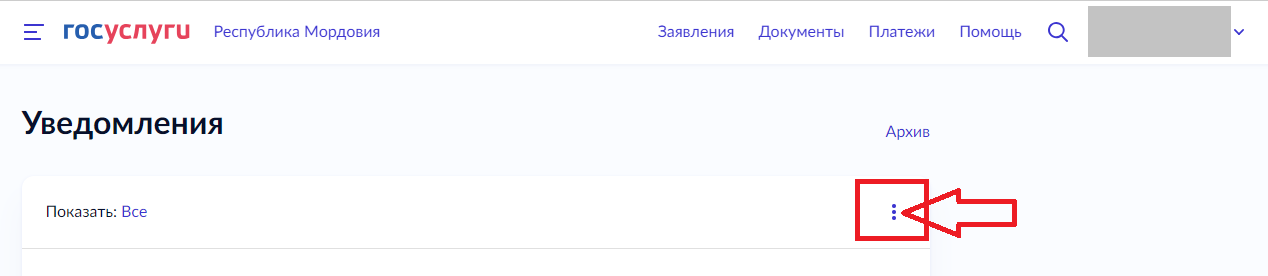 госуслуги Республика Мордовия Заявления Документы Платежи Помощь
Уведомления
Архив
Показать: Все